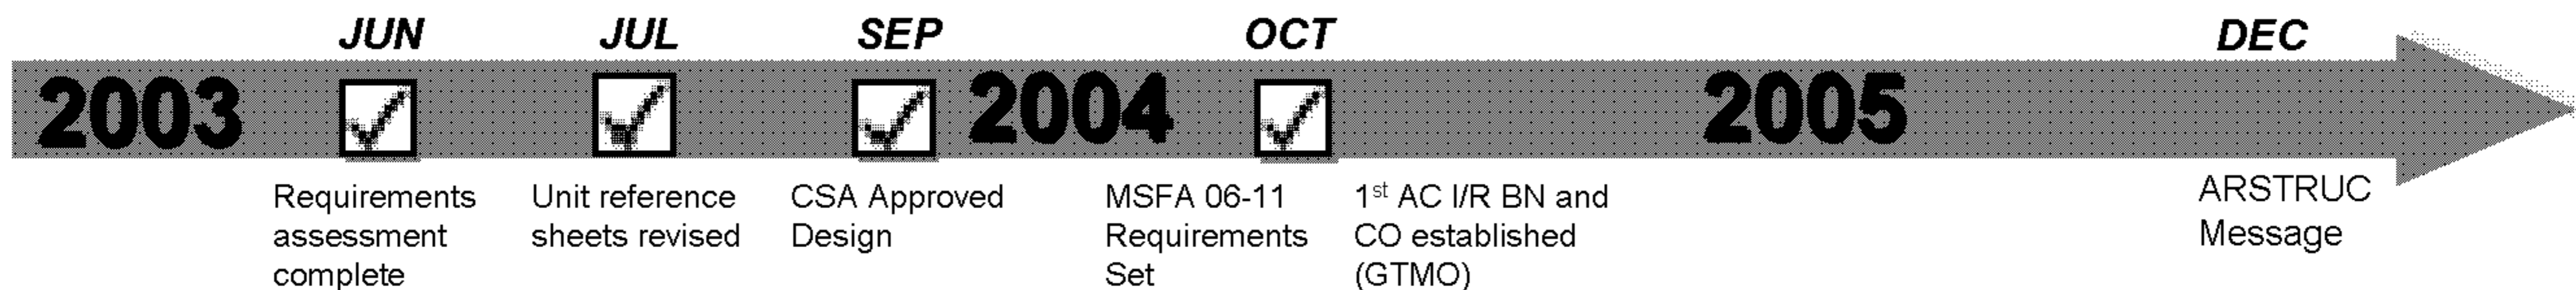 JUN JUL SEP OCT DEC
2003 2004 2005
Requirements
assessment
complete
Unit reference
sheets revised
CSA Approved
Design
MSFA 06-11
Requirements
Set
1st AC I/R BN and
CO established
(GTMO)
ARSTRUC
Message